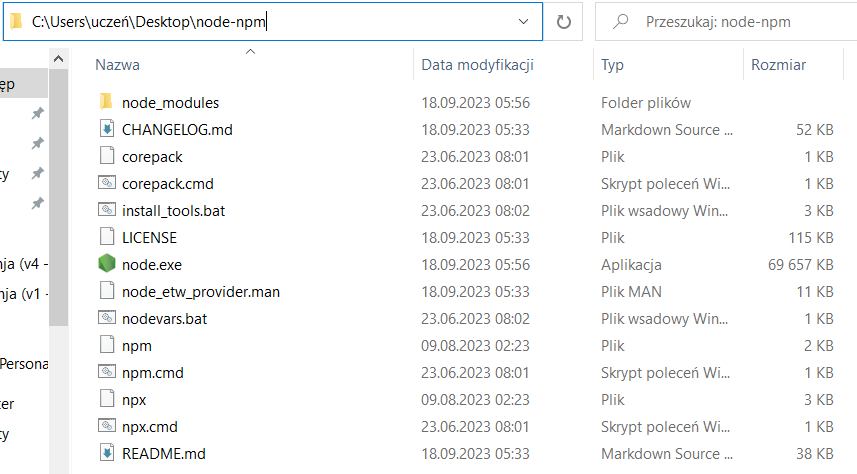 C:\Users\uczeń\Desktop\node-npm Przeszukaj: node-npm
Nazwa Data modyfikacji Typ Rozmiar
ęp
node_modules 18.09.2023 05:56 Folder plików
CHANGELOG.md 18.09.2023 05:33 Markdown Source ... 52 KB
corepack 23.06.2023 08:01 Plik 1 KB
ty corepack.cmd 23.06.2023 08:01 Skrypt poleceń Wi... 1 KB
install_tools.bat 23.06.2023 08:02 Plik wsadowy Win... 3 KB
LICENSE 18.09.2023 05:33 Plik 115 KB
nja (v4 - node.exe 18.09.2023 05:56 Aplikacja 69 657 KB
nja (v1 - node_etw_provider.man 18.09.2023 05:33 Plik MAN 11 KB
nodevars.bat 23.06.2023 08:02 Plik wsadowy Win... 1 KB
npm 09.08.2023 02:23 Plik 2 KB
Persona npm.cmd 23.06.2023 08:01 Skrypt poleceń Wi... 1 KB
zer npx 09.08.2023 02:23 Plik 3 KB
ty npx.cmd 23.06.2023 08:01 Skrypt poleceń Wi... 1 KB
README.md 18.09.2023 05:33 Markdown Source ... 38 KB